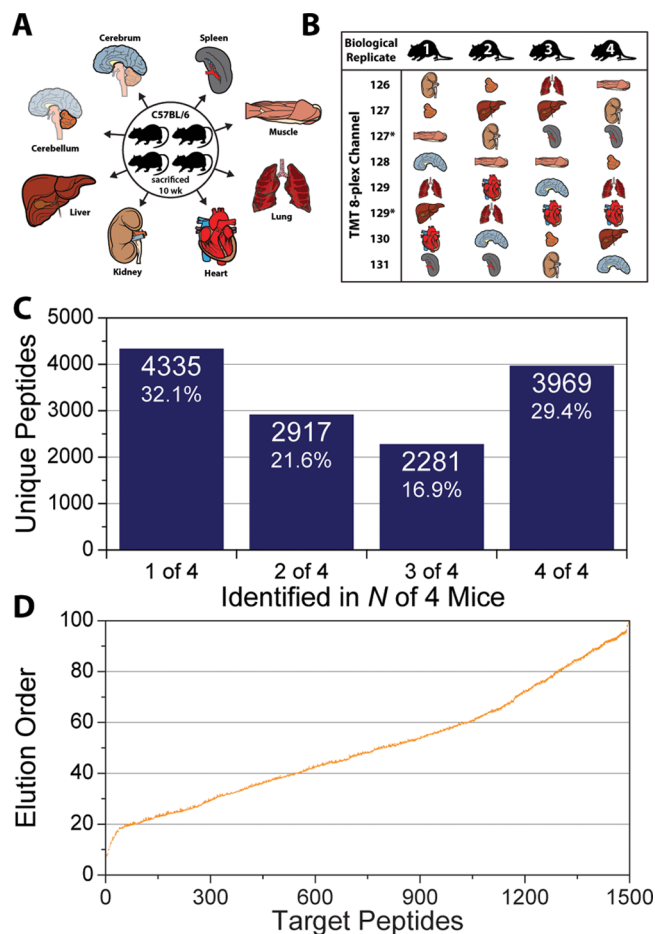 A
Cerebrum
Spleen
Cerebellum
C57BL/6
sacrificed
10 wk
Muscle
Liver
Lung
Kidney
Heart
B
Biological
Replicate
1 2 3 4
TMT 8-plex Channel
126
127
127*
128
129
129*
130
131
C
Unique Peptides
5000
4000
3000
2000
1000
0
4335
32.1%
2917
21.6%
2281
16.9%
3969
29.4%
1 of 4 2 of 4 3 of 4 4 of 4
Identified in N of 4 Mice
D
Elution Order
100
80
60
40
20
0
0 300 600 900 1200 1500
Target Peptides